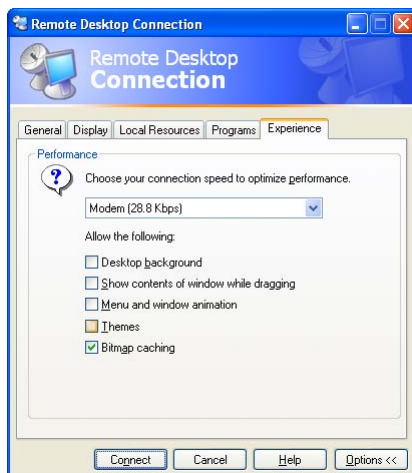 Remote Desktop Connection
Remote Desktop
Connection
General Display Local Resources Programs Experience
Performance
Choose your connection speed to optimize performance.
Modem (28.8 Kbps)
Allow the following:
Desktop background
Show contents of window while dragging
Menu and window animation
Themes
Bitmap caching
Connect Cancel Help Options <<